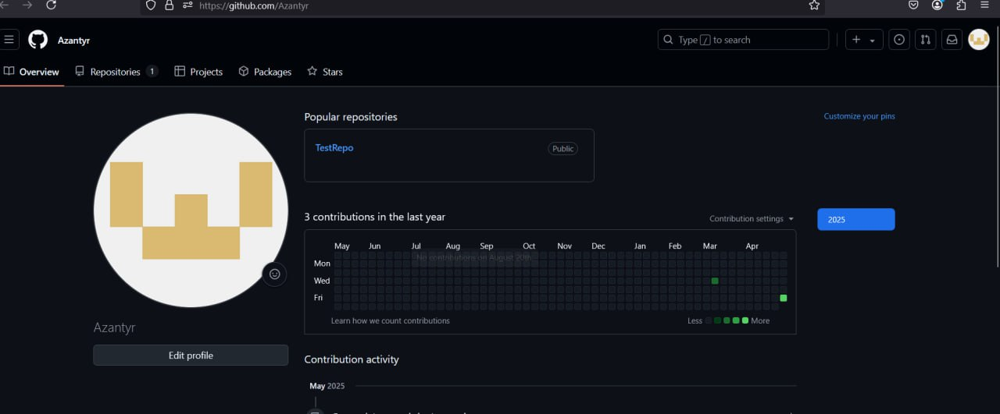 https://github.com/Azantyr
Azantyr
Type / to search
Overview
Repositories 1
Projects
Packages
Stars
Popular repositories
Customize your pins
TestRepo
Public
3 contributions in the last year
Contribution settings
2025
May Jun Jul Aug Sep Oct Nov Dec Jan Feb Mar Apr
No contributions on August 20th.
Mon
Wed
Fri
Learn how we count contributions
Less More
Azantyr
Edit profile
Contribution activity
May 2025